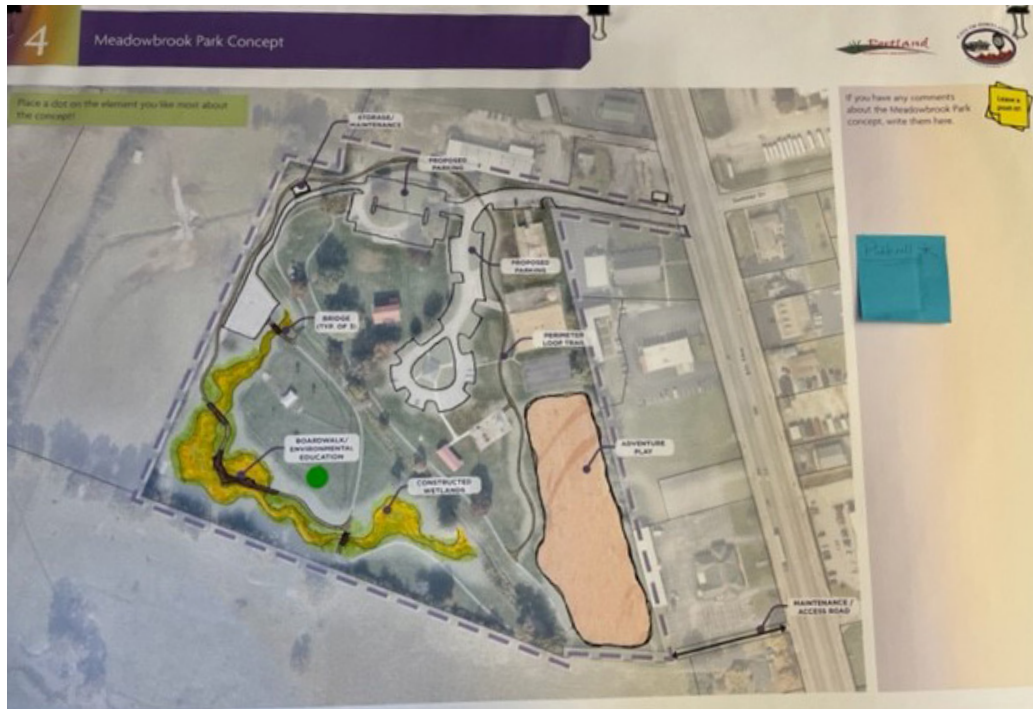 4
Meadowbrook Park Concept
Portland
Place a dot on the element you like most about
the concept!
If you have any comments
about the Meadowbrook Park
concept, write them here.
Leave a
post-it!
STORAGE/
MAINTENANCE
PROPOSED
PARKING
PROPOSED
PARKING
BRIDGE
(TYP. OF 3)
PERIMETER
LOOP TRAIL
BOARDWALK/
ENVIRONMENTAL
EDUCATION
CONSTRUCTED
WETLANDS
ADVENTURE
PLAY
MAINTENANCE /
ACCESS ROAD